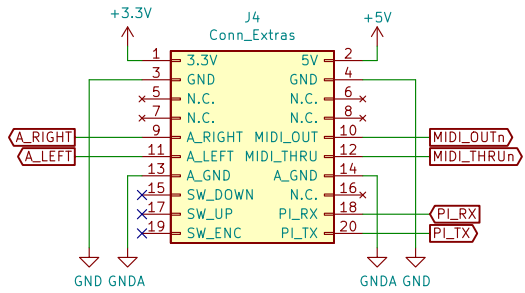 +3.3V J4 +5V
Conn_Extras
1 3.3V 5V 2
3 GND GND 4
5 N.C. N.C. 6
7 N.C. N.C. 8
A_RIGHT 9 A_RIGHT MIDI_OUT 10 MIDI_OUTn
A_LEFT 11 A_LEFT MIDI_THRU 12 MIDI_THRUn
13 A_GND A_GND 14
15 SW_DOWN N.C. 16
17 SW_UP PI_RX 18 PI_RX
19 SW_ENC PI_TX 20 PI_TX
GND GNDA GNDA GND